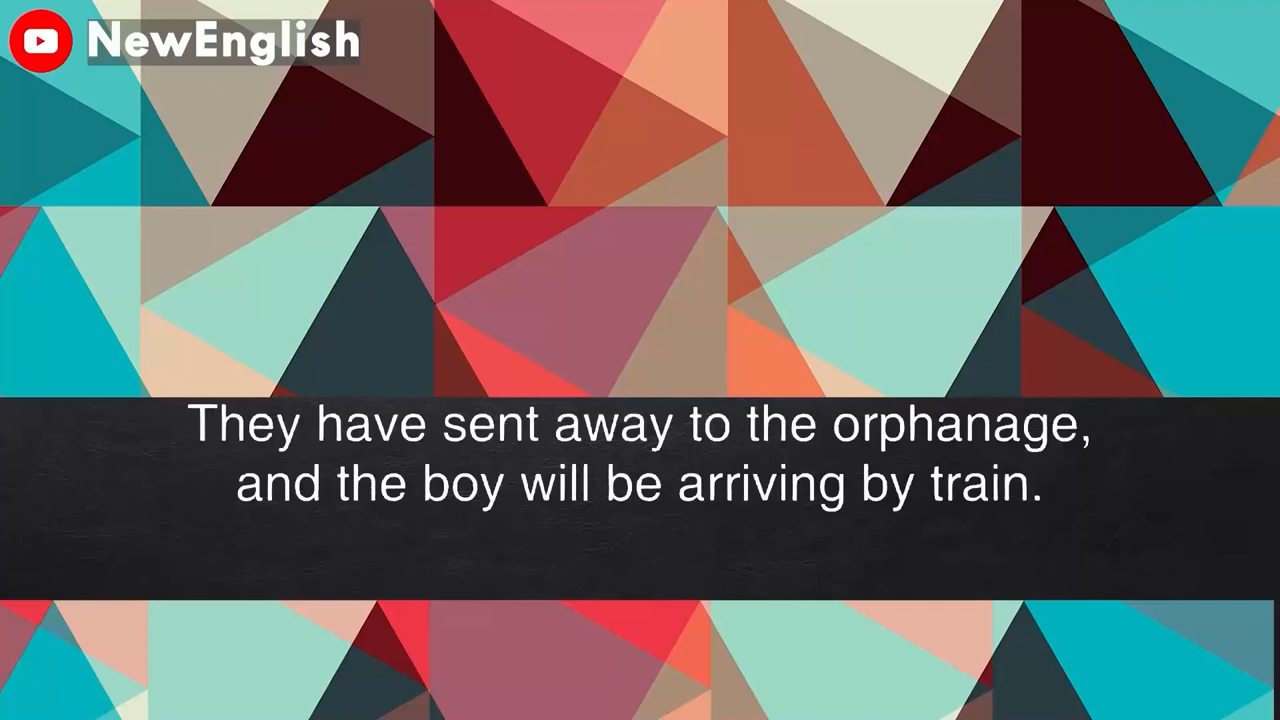 NewEnglish
They have sent away to the orphanage,
and the boy will be arriving by train.